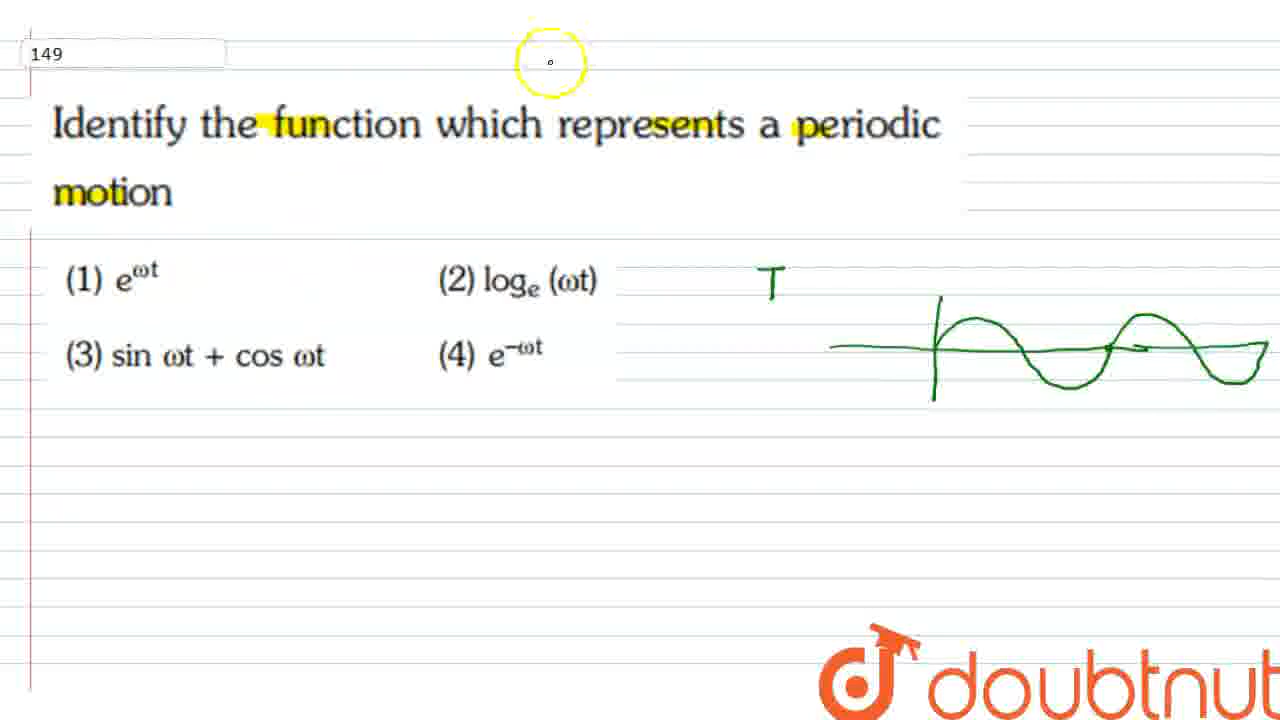 149
Identify the function which represents a periodic
motion
(1) e^ωt (2) logₑ (ωt)
T
(3) sin ωt + cos ωt (4) e^–ωt
doubtnut